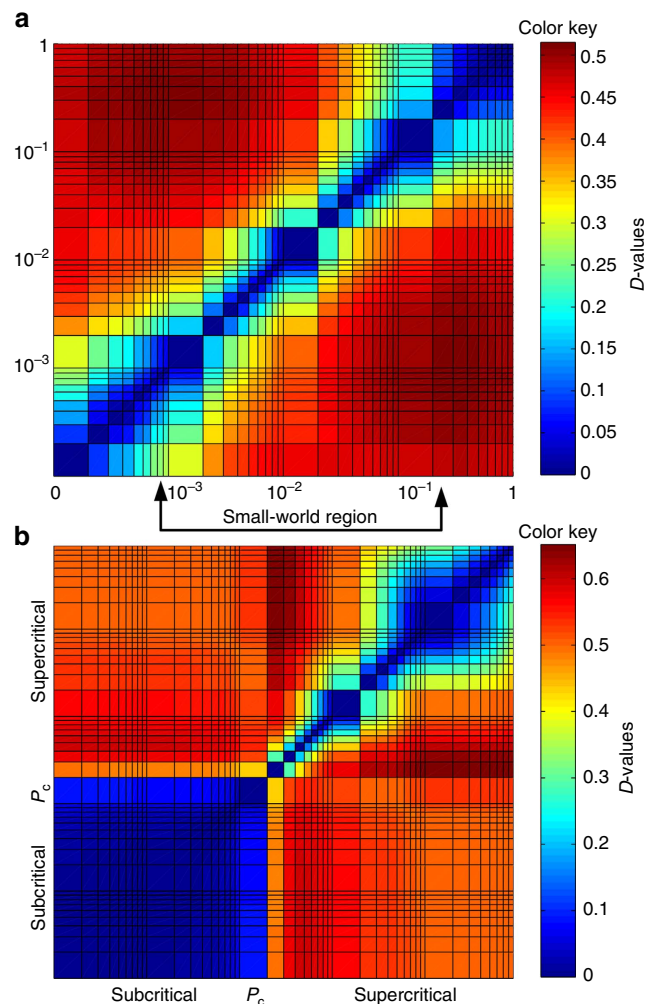 a
Color key
1
10⁻¹
10⁻²
10⁻³
0
10⁻³
10⁻²
10⁻¹
1
0.5
0.45
0.4
0.35
0.3
0.25
0.2
0.15
0.1
0.05
0
D-values
Small-world region
b
Color key
Supercritical
Pc
Subcritical
Subcritical
Pc
Supercritical
0.6
0.5
0.4
0.3
0.2
0.1
0
D-values